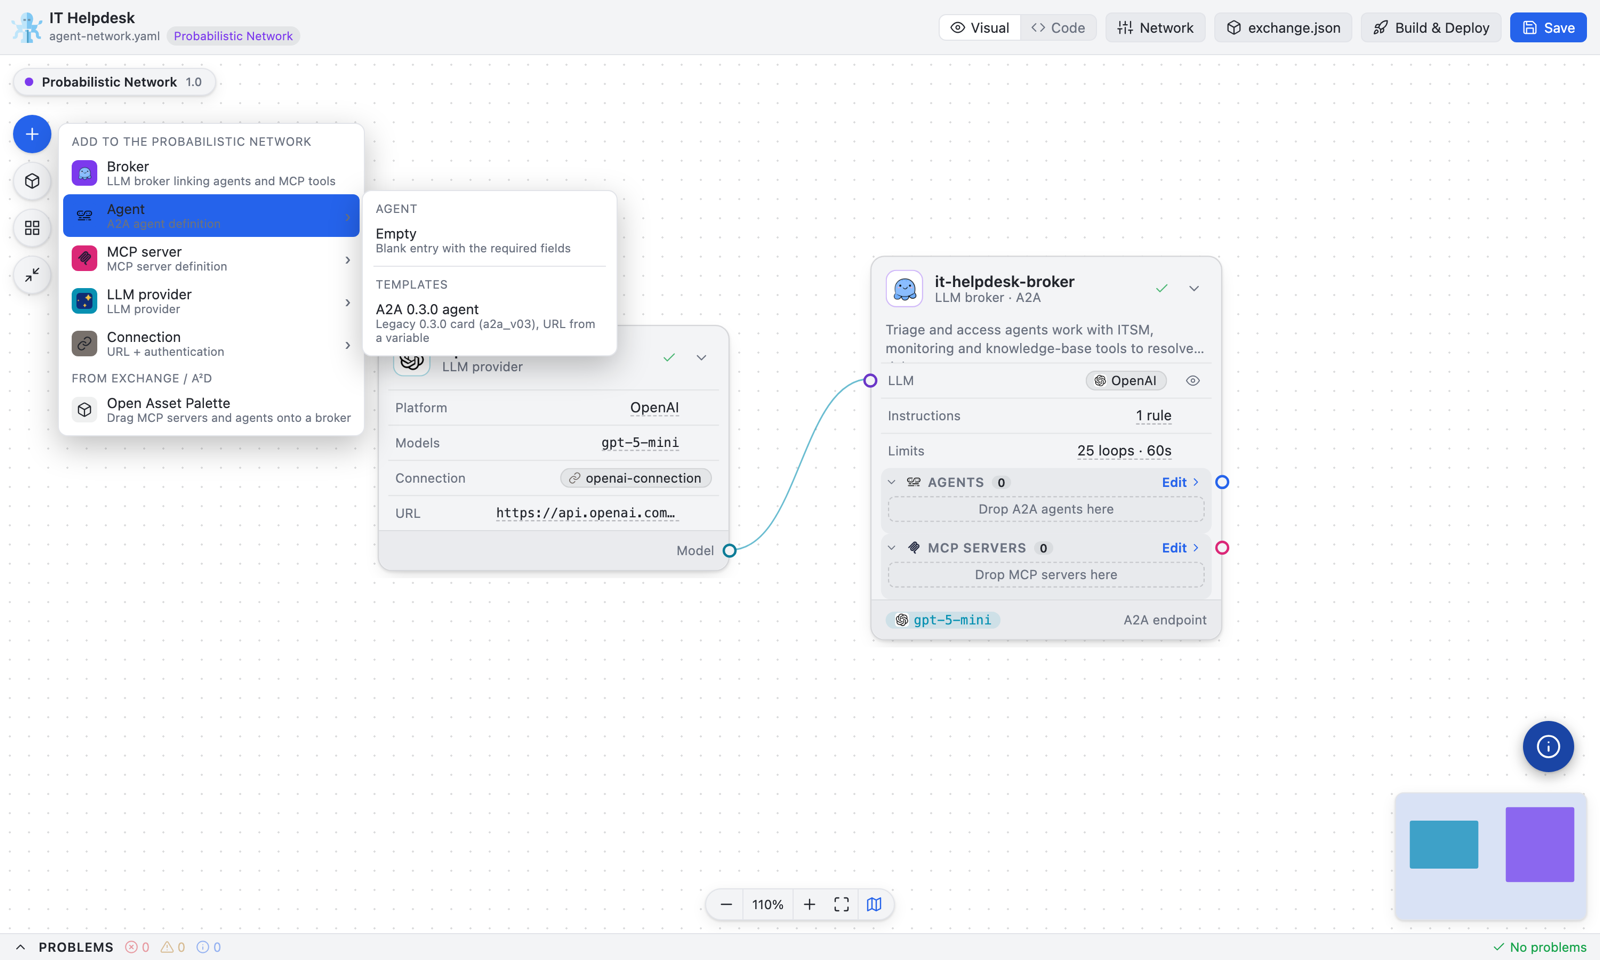 IT Helpdesk
agent-network.yaml
Probabilistic Network
Visual
Code
Network
exchange.json
Build & Deploy
Save
Probabilistic Network 1.0
ADD TO THE PROBABILISTIC NETWORK
Broker
LLM broker linking agents and MCP tools
Agent
A2A agent definition
MCP server
MCP server definition
LLM provider
LLM provider
Connection
URL + authentication
FROM EXCHANGE / A²D
Open Asset Palette
Drag MCP servers and agents onto a broker
AGENT
Empty
Blank entry with the required fields
TEMPLATES
A2A 0.3.0 agent
Legacy 0.3.0 card (a2a_v03), URL from
a variable
LLM provider
Platform OpenAI
Models gpt-5-mini
Connection openai-connection
URL https://api.openai.com…
Model
it-helpdesk-broker
LLM broker · A2A
Triage and access agents work with ITSM,
monitoring and knowledge-base tools to resolve…
LLM OpenAI
Instructions 1 rule
Limits 25 loops · 60s
AGENTS 0 Edit
Drop A2A agents here
MCP SERVERS 0 Edit
Drop MCP servers here
gpt-5-mini A2A endpoint
110%
PROBLEMS 0 0 0
No problems